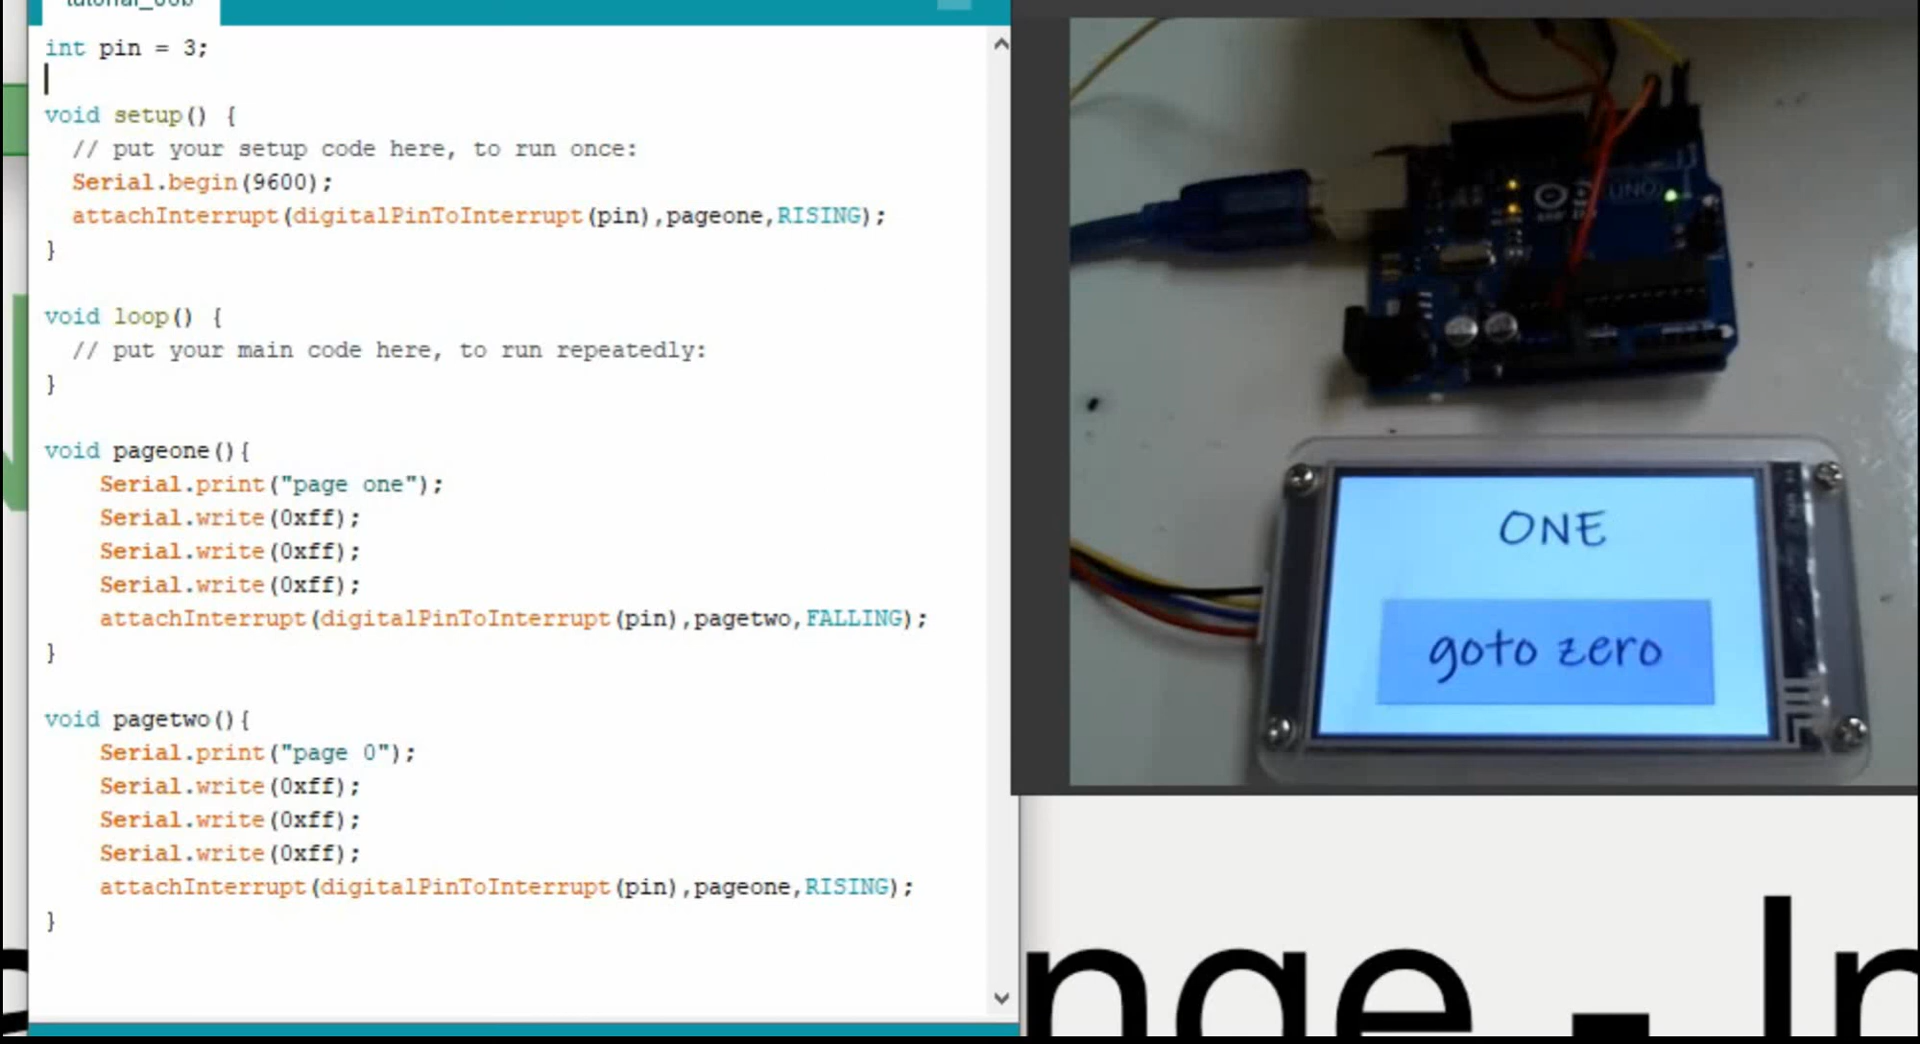 int pin = 3;
void setup() {
// put your setup code here, to run once:
Serial.begin(9600);
attachInterrupt(digitalPinToInterrupt(pin),pageone,RISING);
}
void loop() {
// put your main code here, to run repeatedly:
}
void pageone(){
Serial.print("page one");
Serial.write(0xff);
Serial.write(0xff);
Serial.write(0xff);
attachInterrupt(digitalPinToInterrupt(pin),pagetwo,FALLING);
}
void pagetwo(){
Serial.print("page 0");
Serial.write(0xff);
Serial.write(0xff);
Serial.write(0xff);
attachInterrupt(digitalPinToInterrupt(pin),pageone,RISING);
}
UNO
ONE
goto zero
nge - In